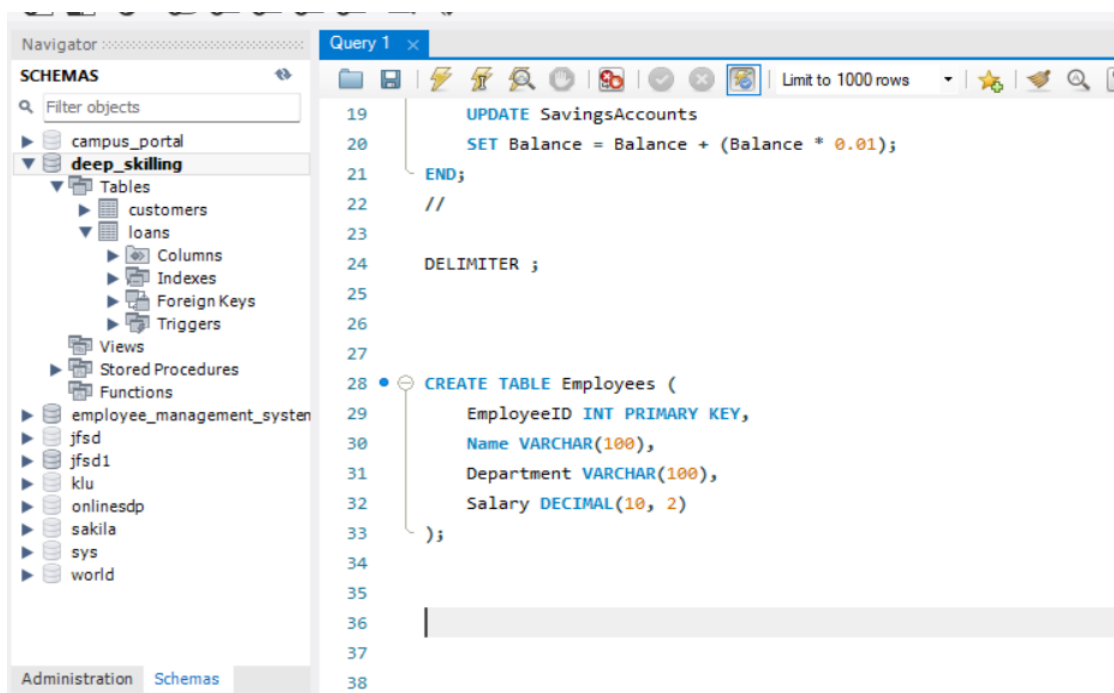 Navigator
SCHEMAS
Filter objects
campus_portal
deep_skilling
Tables
customers
loans
Columns
Indexes
Foreign Keys
Triggers
Views
Stored Procedures
Functions
employee_management_system
jfsd
jfsd1
klu
onlinesdp
sakila
sys
world
Administration Schemas
Query 1
Limit to 1000 rows
19 UPDATE SavingsAccounts
20 SET Balance = Balance + (Balance * 0.01);
21 END;
22 //
23
24 DELIMITER ;
25
26
27
28 CREATE TABLE Employees (
29 EmployeeID INT PRIMARY KEY,
30 Name VARCHAR(100),
31 Department VARCHAR(100),
32 Salary DECIMAL(10, 2)
33 );
34
35
36
37
38